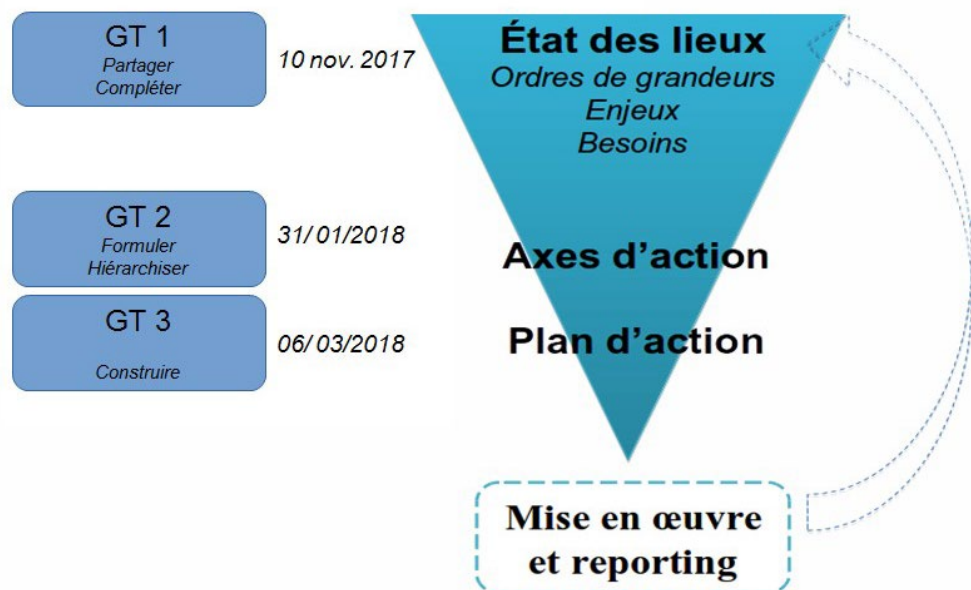 GT 1
Partager
Compléter
10 nov. 2017
État des lieux
Ordres de grandeurs
Enjeux
Besoins
GT 2
Formuler
Hiérarchiser
31/01/2018
Axes d’action
GT 3
Construire
06/03/2018
Plan d’action
Mise en œuvre
et reporting